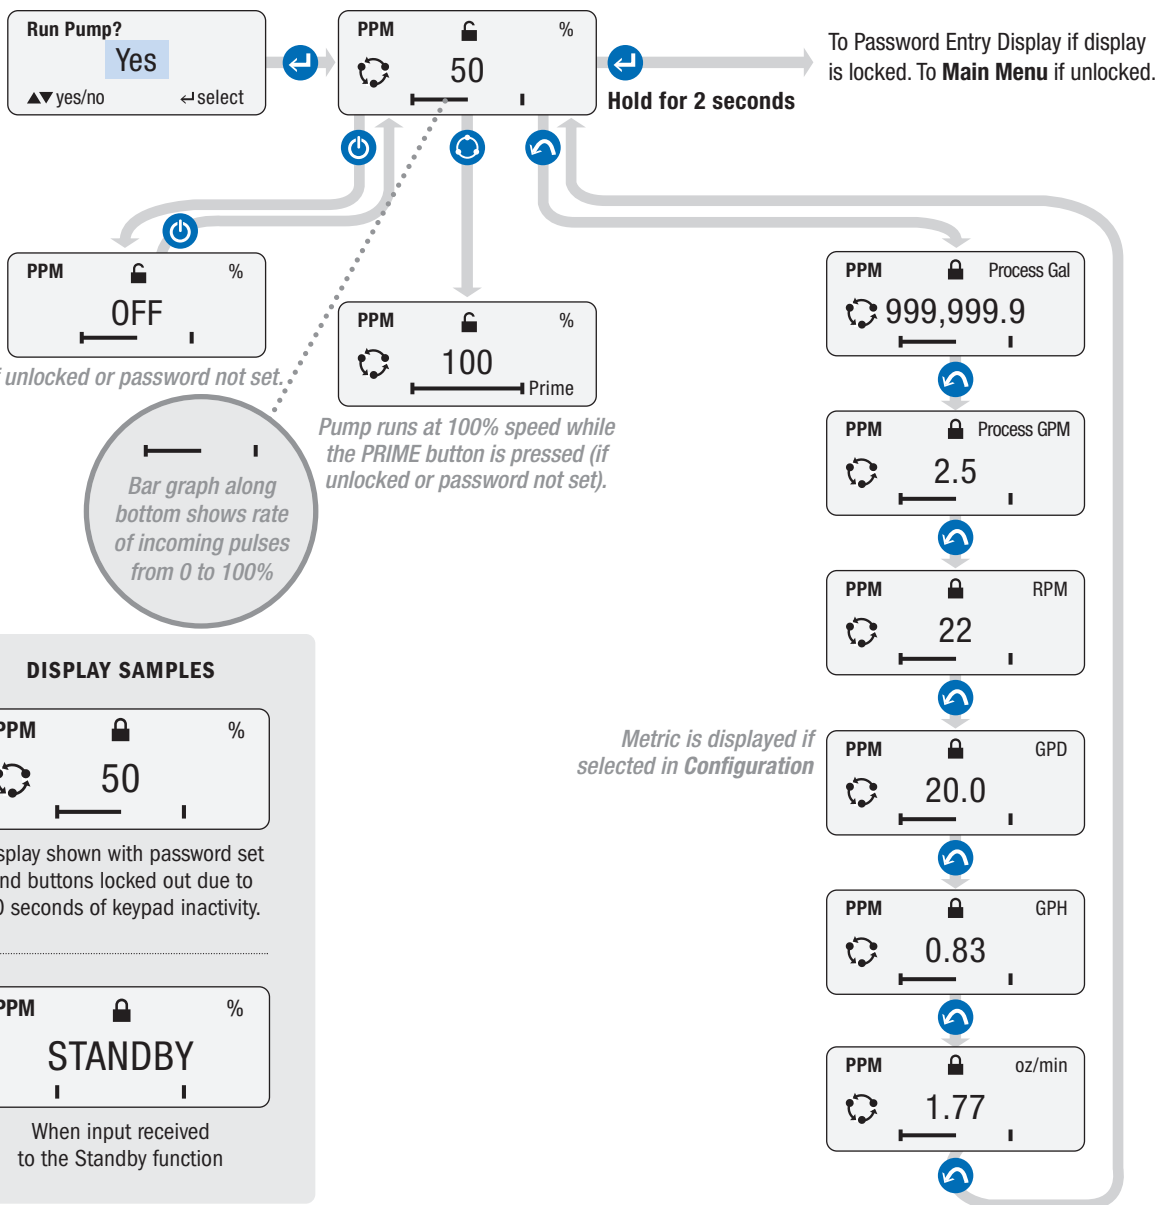 Run Pump?
Yes
▲▼ yes/no ↵ select
PPM %
50
Hold for 2 seconds
To Password Entry Display if display
is locked. To Main Menu if unlocked.
PPM %
OFF
unlocked or password not set.
PPM %
100
Prime
Pump runs at 100% speed while
the PRIME button is pressed (if
unlocked or password not set).
Bar graph along
bottom shows rate
of incoming pulses
from 0 to 100%
PPM Process Gal
999,999.9
PPM Process GPM
2.5
PPM RPM
22
Metric is displayed if
selected in Configuration
PPM GPD
20.0
PPM GPH
0.83
PPM oz/min
1.77
DISPLAY SAMPLES
PPM %
50
splay shown with password set
nd buttons locked out due to
0 seconds of keypad inactivity.
PPM %
STANDBY
When input received
to the Standby function